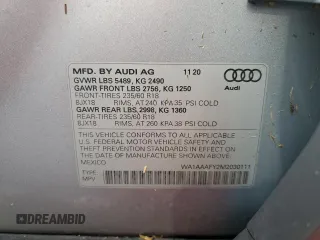 MFD. BY AUDI AG 11 20
GVWR LBS 5489, KG 2490
GAWR FRONT LBS 2756, KG 1250
FRONT-TIRES 235/60 R18
8JX18 RIMS, AT 240 KPA 35 PSI COLD
GAWR REAR LBS 2998, KG 1360
REAR-TIRES 235/60 R18
8JX18 RIMS, AT 260 KPA 38 PSI COLD
Audi
THIS VEHICLE CONFORMS TO ALL APPLICABLE
U.S. FEDERAL MOTOR VEHICLE SAFETY
AND THEFT PREVENTION STANDARDS IN EFFECT
ON THE DATE OF MANUFACTURE SHOWN ABOVE.
MEXICO
TYPE: WA1AAAFY2M2030111
MPV